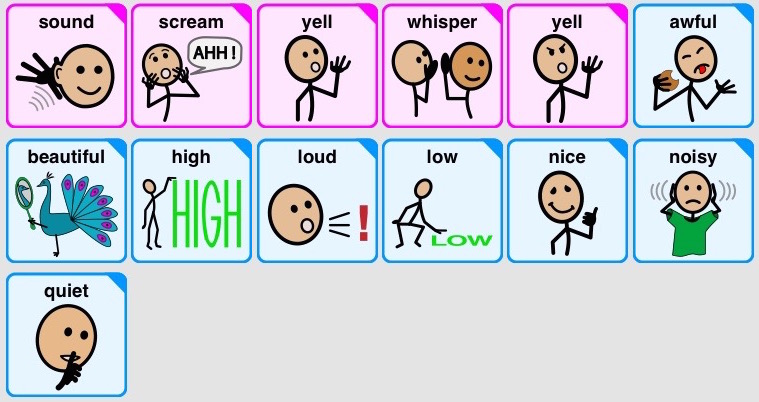 sound
scream
AHH !
yell
whisper
yell
awful
beautiful
high
HIGH
loud
!
low
LOW
nice
noisy
quiet